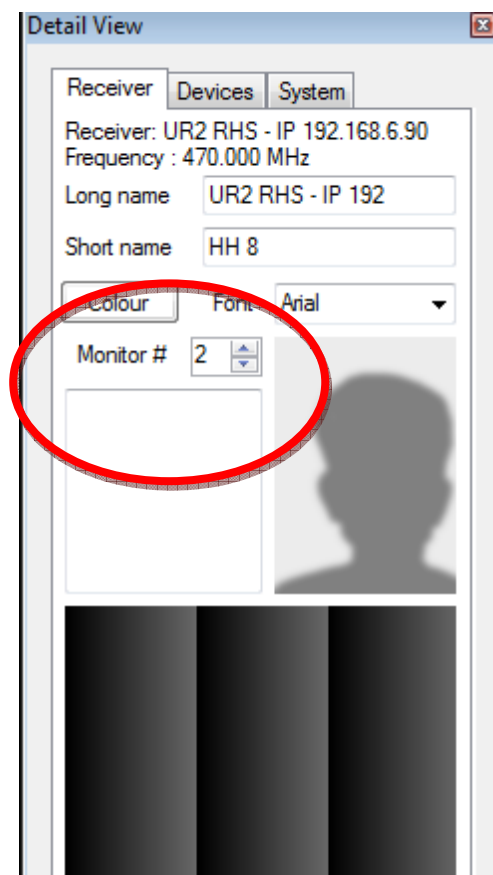 Detail View
Receiver Devices System
Receiver: UR2 RHS - IP 192.168.6.90
Frequency : 470.000 MHz
Long name UR2 RHS - IP 192
Short name HH 8
Colour Font Arial
Monitor # 2